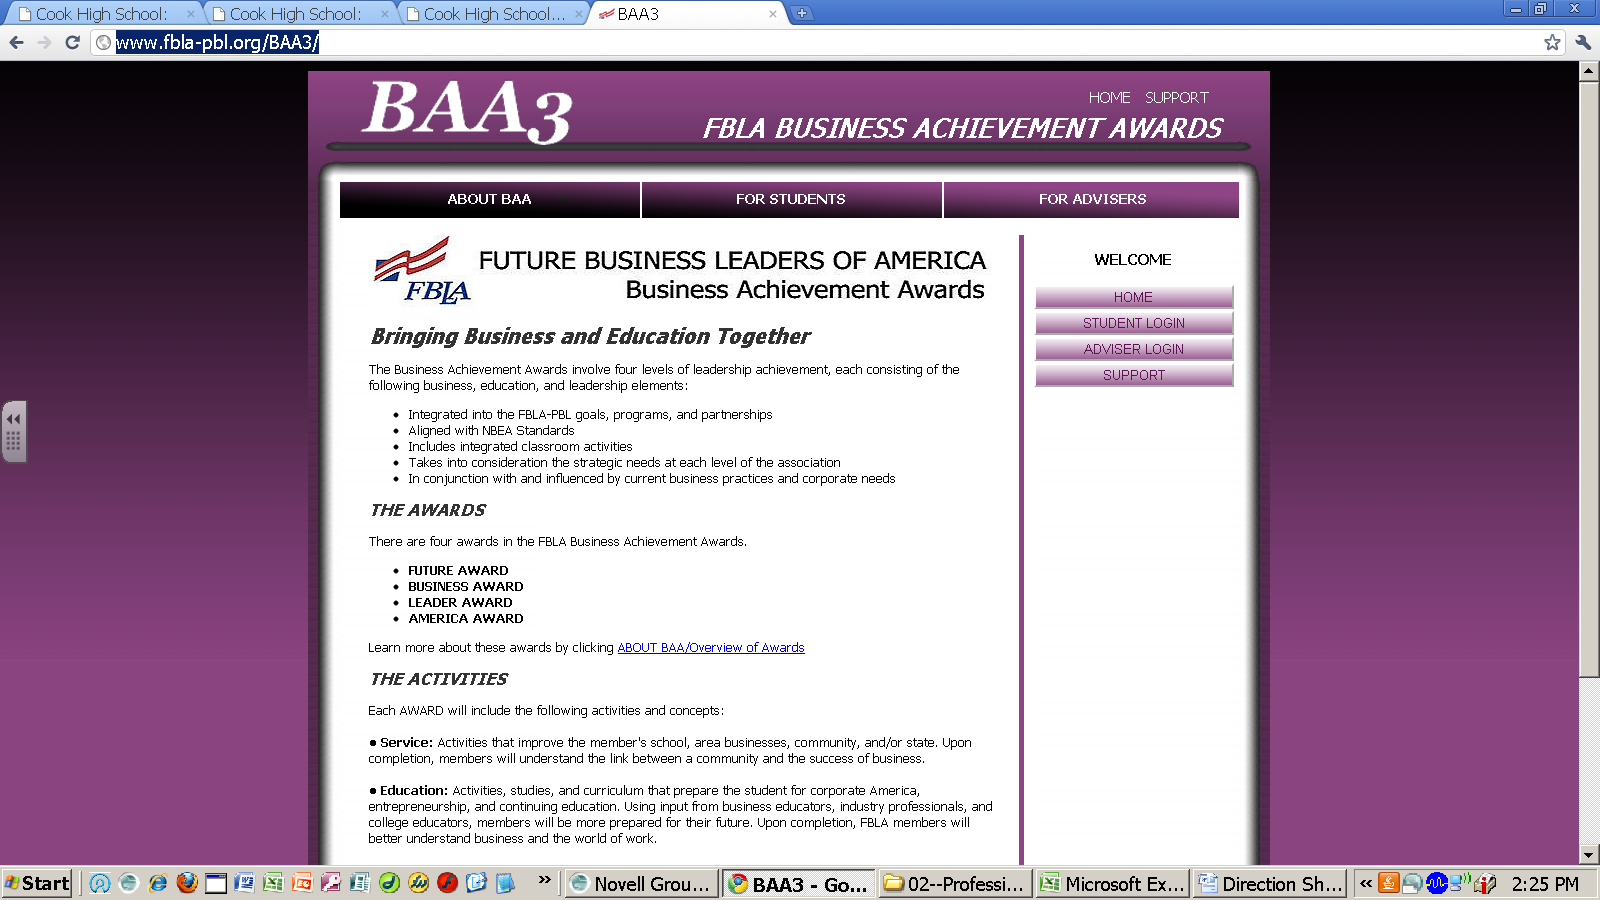 Cook High School:
Cook High School:
Cook High School...
BAA3
www.fbla-pbl.org/BAA3/
BAA3
HOME SUPPORT
FBLA BUSINESS ACHIEVEMENT AWARDS
ABOUT BAA
FOR STUDENTS
FOR ADVISERS
FBLA
FUTURE BUSINESS LEADERS OF AMERICA
Business Achievement Awards
WELCOME
HOME
STUDENT LOGIN
ADVISER LOGIN
SUPPORT
Bringing Business and Education Together
The Business Achievement Awards involve four levels of leadership achievement, each consisting of the
following business, education, and leadership elements:
• Integrated into the FBLA-PBL goals, programs, and partnerships
• Aligned with NBEA Standards
• Includes integrated classroom activities
• Takes into consideration the strategic needs at each level of the association
• In conjunction with and influenced by current business practices and corporate needs
THE AWARDS
There are four awards in the FBLA Business Achievement Awards.
• FUTURE AWARD
• BUSINESS AWARD
• LEADER AWARD
• AMERICA AWARD
Learn more about these awards by clicking ABOUT BAA/Overview of Awards
THE ACTIVITIES
Each AWARD will include the following activities and concepts:
• Service: Activities that improve the member's school, area businesses, community, and/or state. Upon
completion, members will understand the link between a community and the success of business.
• Education: Activities, studies, and curriculum that prepare the student for corporate America,
entrepreneurship, and continuing education. Using input from business educators, industry professionals, and
college educators, members will be more prepared for their future. Upon completion, FBLA members will
better understand business and the world of work.
Start
Novell Grou...
BAA3 - Go...
02--Professi...
Microsoft Ex...
Direction Sh...
2:25 PM